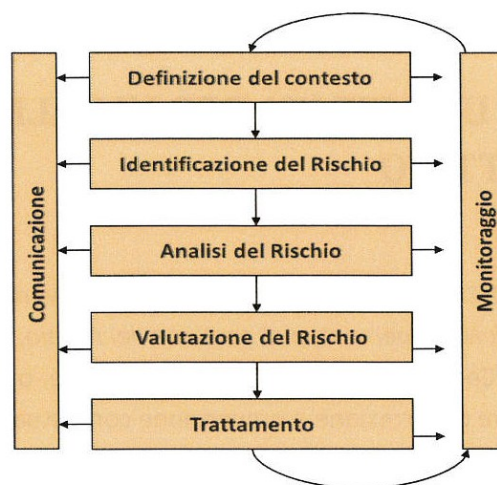 Definizione del contesto
Identificazione del Rischio
Analisi del Rischio
Valutazione del Rischio
Trattamento
Comunicazione
Monitoraggio